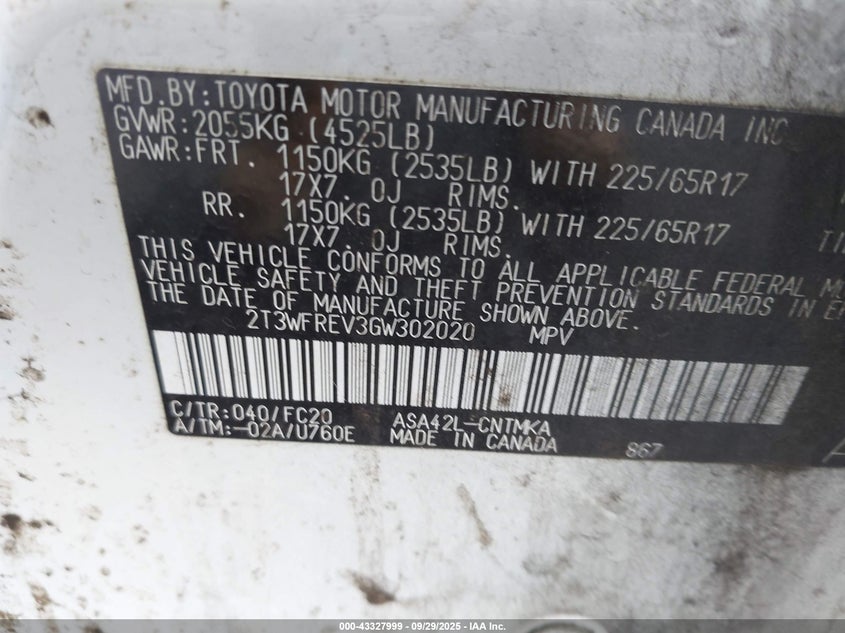 MFD.BY:TOYOTA MOTOR MANUFACTURING CANADA INC
GVWR:2055KG (4525LB)
GAWR:FRT. 1150KG (2535LB) WITH 225/65R17
17X7. 0J RIMS.
RR. 1150KG (2535LB) WITH 225/65R17
17X7. 0J RIMS.
THIS VEHICLE CONFORMS TO ALL APPLICABLE FEDERAL
VEHICLE SAFETY AND THEFT PREVENTION STANDARDS IN
THE DATE OF MANUFACTURE SHOWN ABOVE.
2T3WFREV3GW302020 MPV
C/TR:040/FC20 ASA42L-CNTMKA
A/TM:-02A/U760E MADE IN CANADA 867
000-43327999 - 09/29/2025 - IAA Inc.